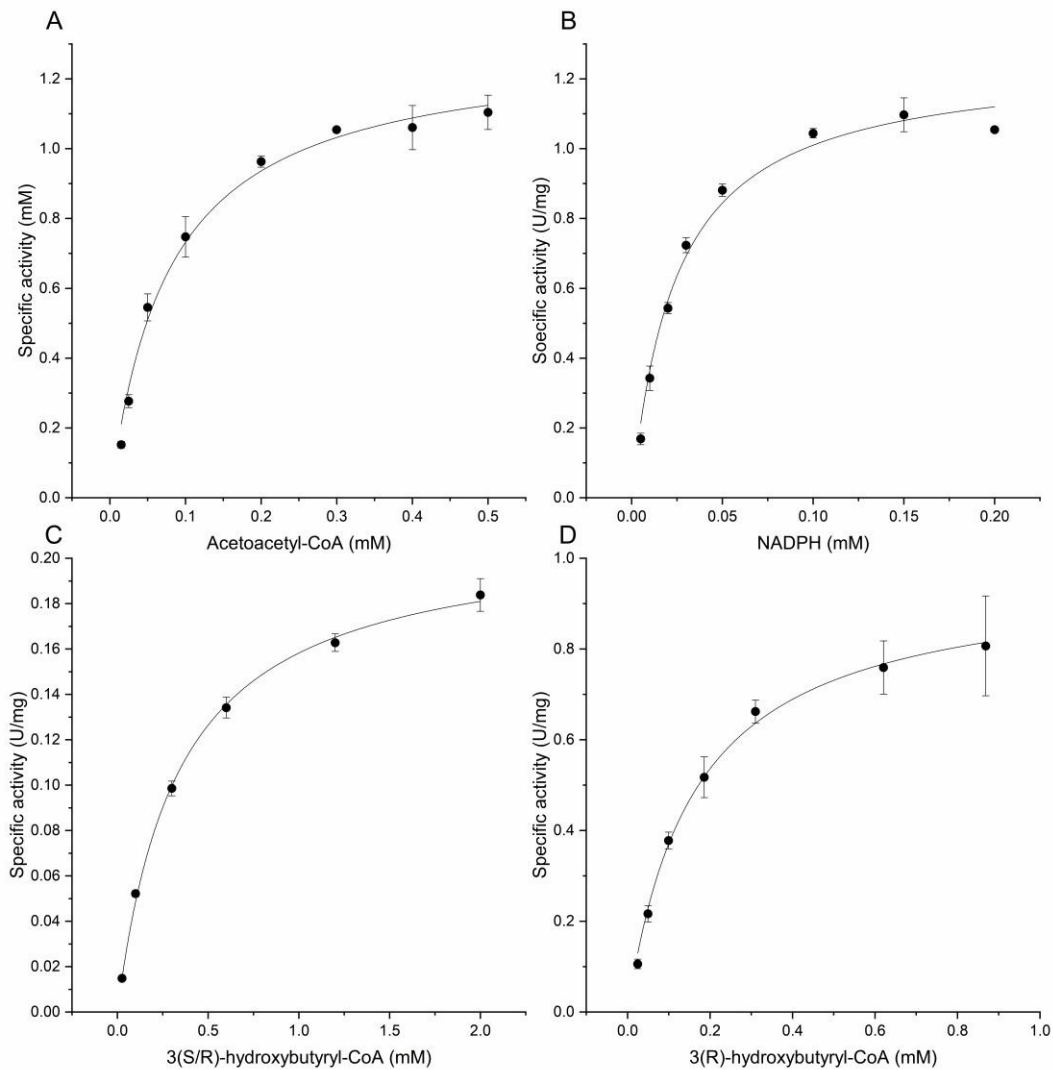 A
Specific activity (mM)
1.2
1.0
0.8
0.6
0.4
0.2
0.0
0.0 0.1 0.2 0.3 0.4 0.5
Acetoacetyl-CoA (mM)
B
Soecific activity (U/mg)
1.2
1.0
0.8
0.6
0.4
0.2
0.0
0.00 0.05 0.10 0.15 0.20
NADPH (mM)
C
Specific activity (U/mg)
0.20
0.18
0.16
0.14
0.12
0.10
0.08
0.06
0.04
0.02
0.00
0.0 0.5 1.0 1.5 2.0
3(S/R)-hydroxybutyryl-CoA (mM)
D
Specific activity (U/mg)
1.0
0.8
0.6
0.4
0.2
0.0
0.0 0.2 0.4 0.6 0.8 1.0
3(R)-hydroxybutyryl-CoA (mM)